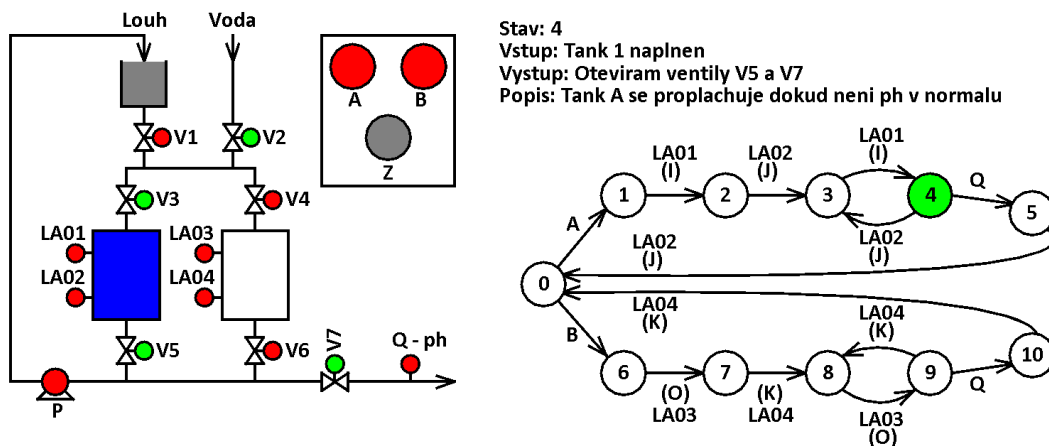 Louh Voda
V1 V2
V3 V4
LA01 LA03
LA02 LA04
V5 V6 V7 Q - ph
P
A B
Z
Stav: 4
Vstup: Tank 1 naplnen
Vystup: Oteviram ventily V5 a V7
Popis: Tank A se proplachuje dokud neni ph v normalu
LA01
(I)
LA02
(J)
LA01
(I)
1 2 3 4 Q 5
A
LA02
(J)
LA02
(J)
0
LA04
(K)
LA04
(K)
B
6 7 8 9 Q 10
(O)
LA03
(K)
LA04
LA03
(O)